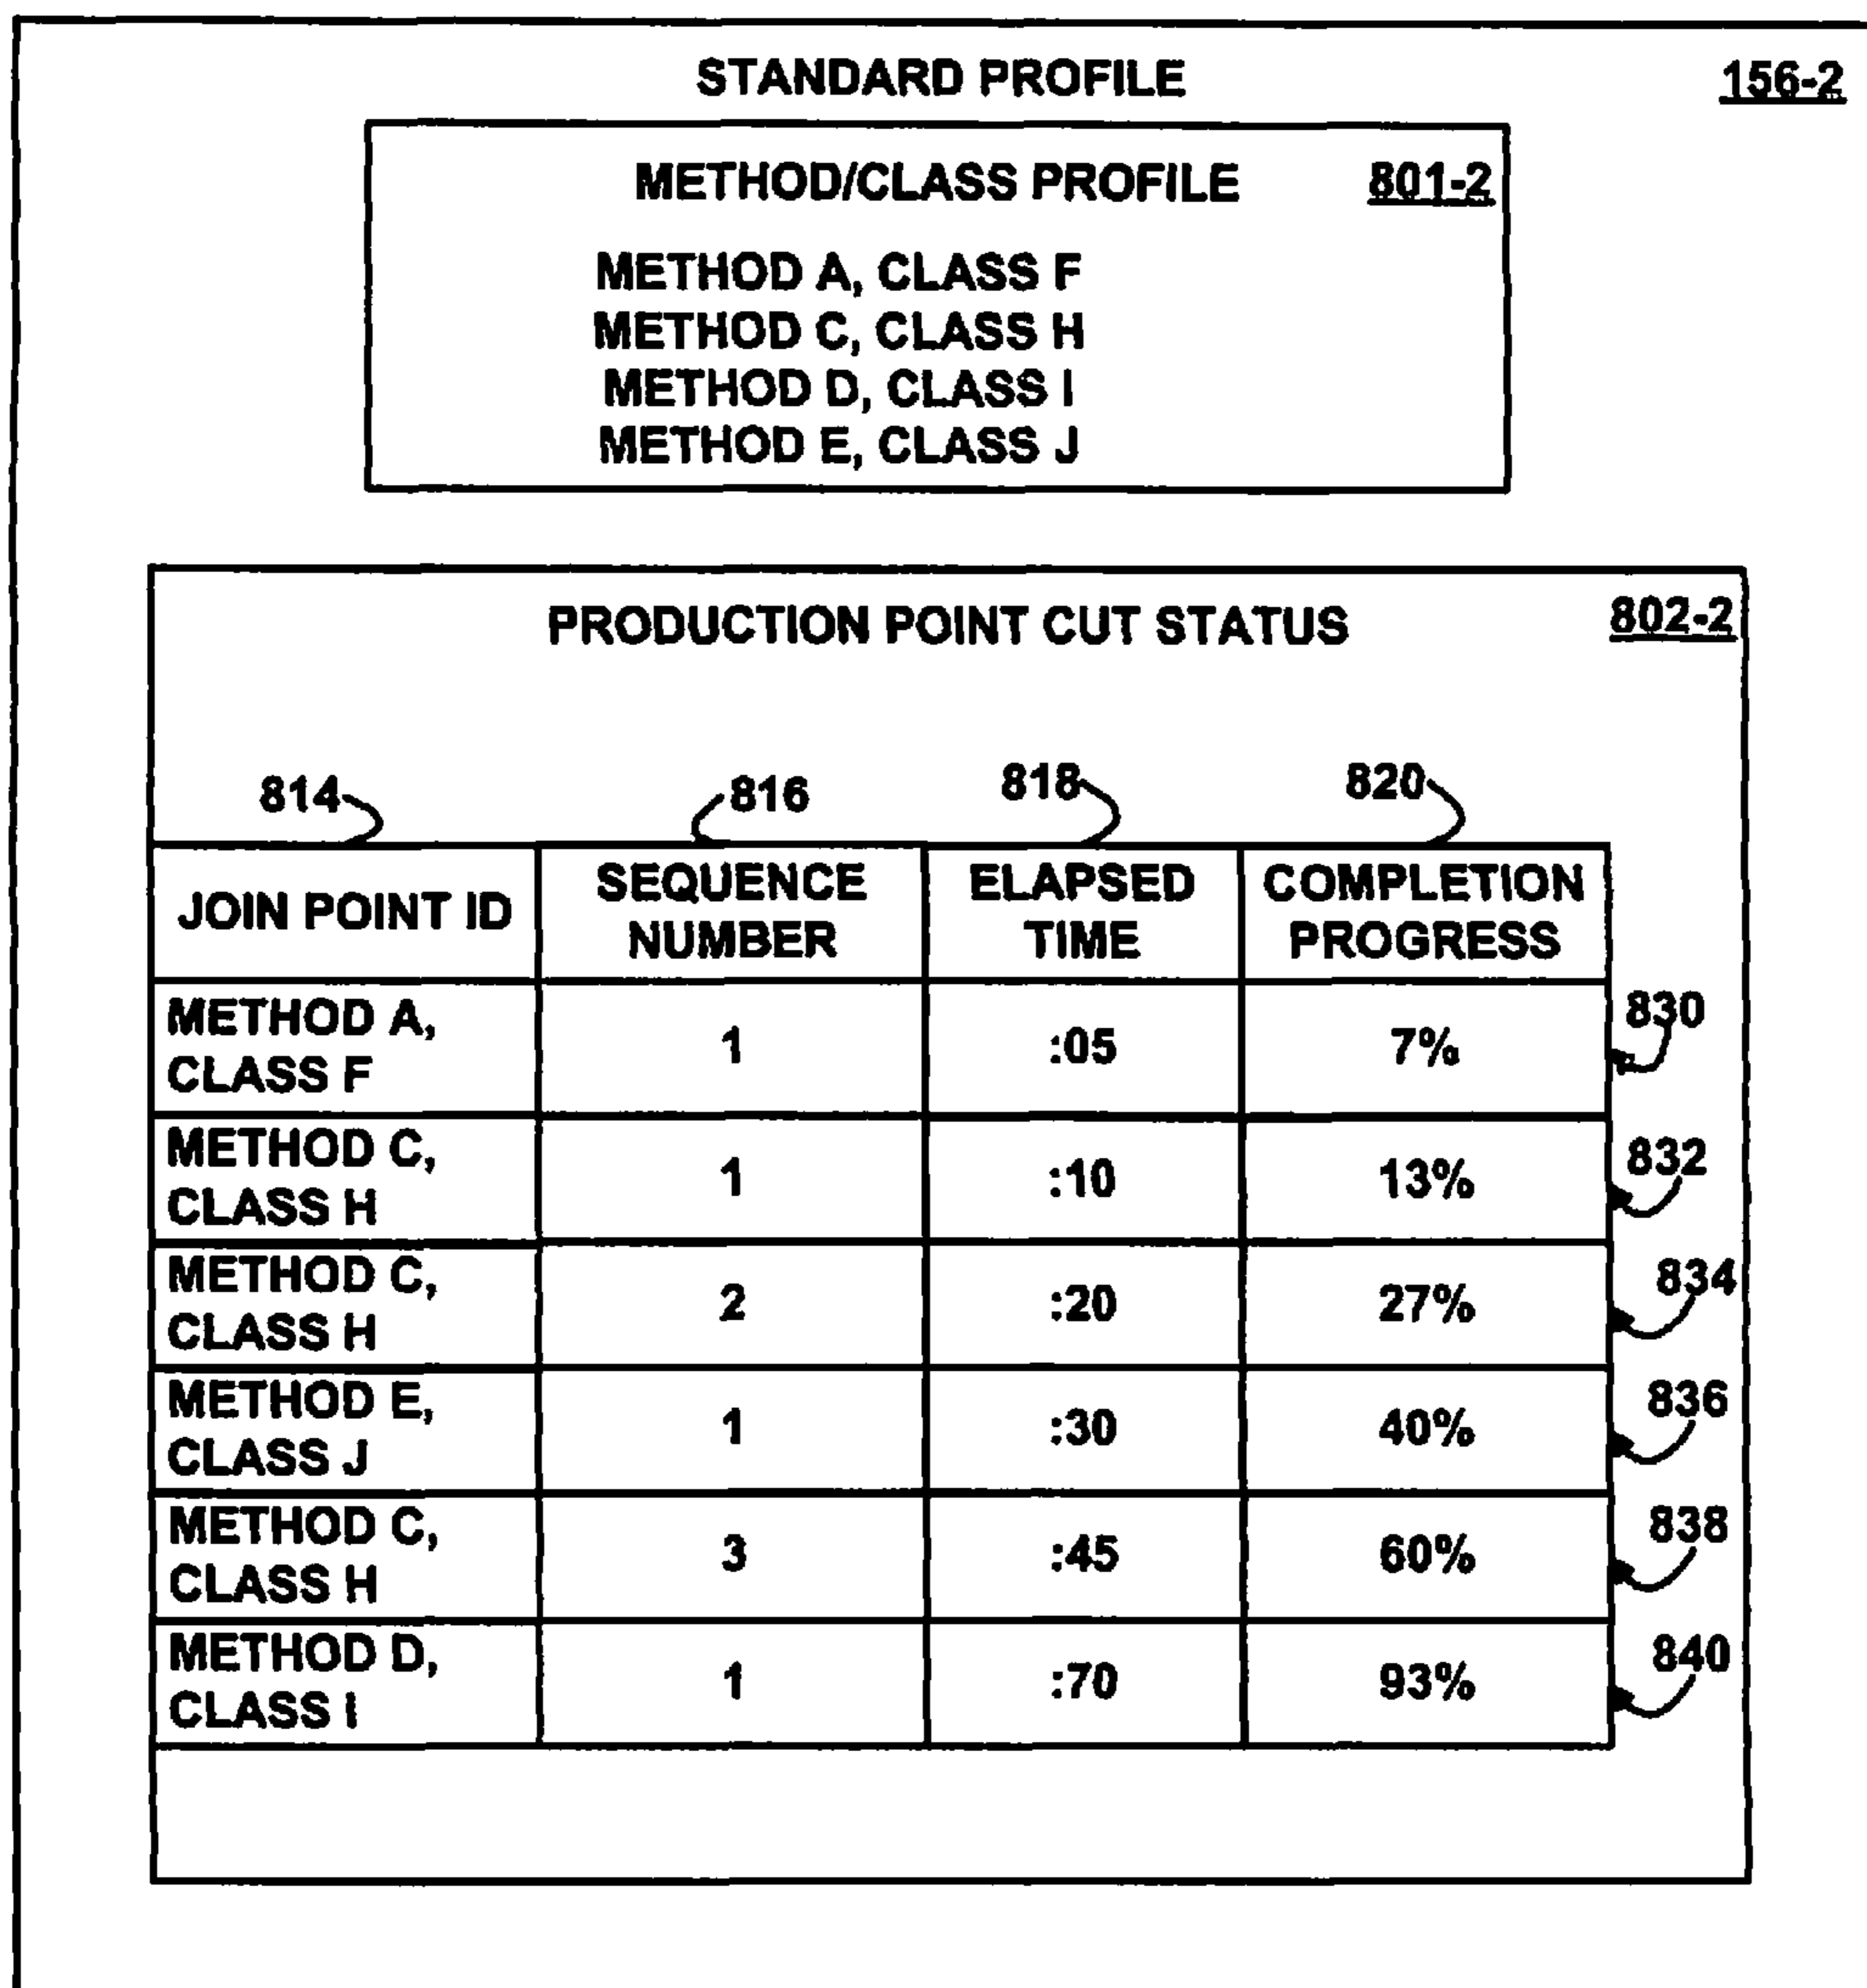 STANDARD PROFILE 156-2
METHOD/CLASS PROFILE 801-2
METHOD A, CLASS F
METHOD C, CLASS H
METHOD D, CLASS I
METHOD E, CLASS J
PRODUCTION POINT CUT STATUS 802-2
814 816 818 820
JOIN POINT ID
SEQUENCE
NUMBER
ELAPSED
TIME
COMPLETION
PROGRESS
METHOD A,
CLASS F
1
:05
7%
830
METHOD C,
CLASS H
1
:10
13%
832
METHOD C,
CLASS H
2
:20
27%
834
METHOD E,
CLASS J
1
:30
40%
836
METHOD C,
CLASS H
3
:45
60%
838
METHOD D,
CLASS I
1
:70
93%
840